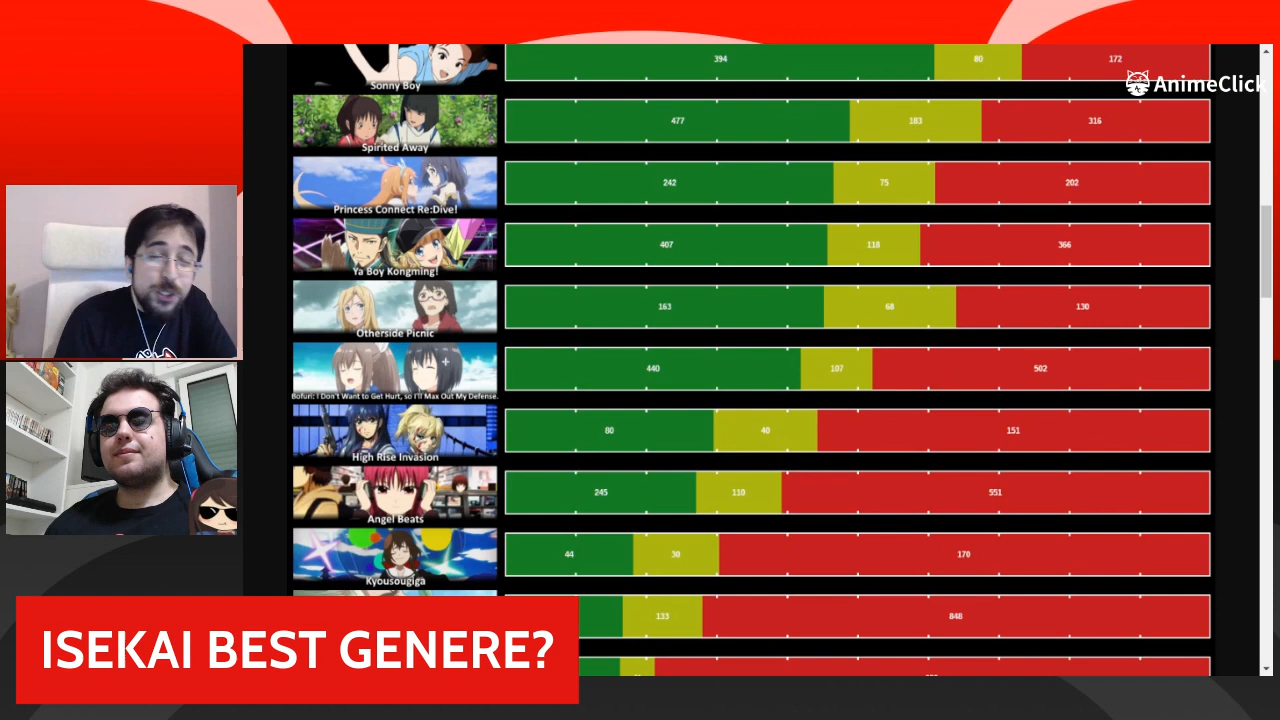 394 80 172
Sonny Boy
AnimeClick
477 183 316
Spirited Away
242 75 202
Princess Connect Re:Dive!
407 118 366
Ya Boy Kongming!
163 68 130
Otherside Picnic
440 107 502
Bofuri: I Don't Want to Get Hurt, so I'll Max Out My Defense.
80 40 151
High Rise Invasion
245 110 551
Angel Beats
44 30 170
Kyousougiga
133 848
ISEKAI BEST GENERE?